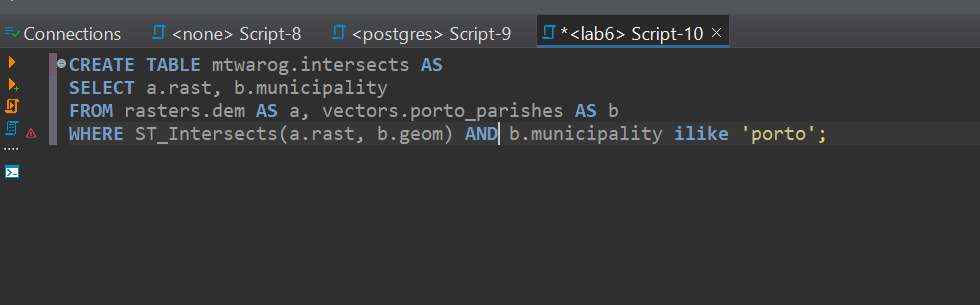 Connections <none> Script-8 <postgres> Script-9 *<lab6> Script-10
CREATE TABLE mtwarog.intersects AS
SELECT a.rast, b.municipality
FROM rasters.dem AS a, vectors.porto_parishes AS b
WHERE ST_Intersects(a.rast, b.geom) AND b.municipality ilike 'porto';